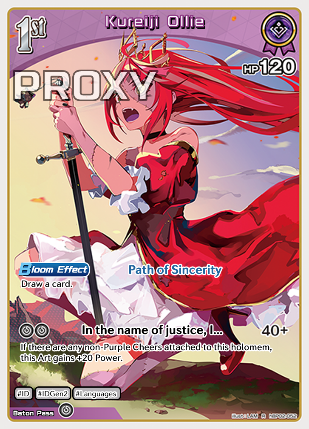 1st
Kureiji Ollie
HP 120
PROXY
Bloom Effect
Path of Sincerity
Draw a card.
In the name of justice, I...
40+
If there are any non-Purple Cheers attached to this holomem,
this Art gains +20 Power.
#ID #IDGen2 #Languages
Baton Pass